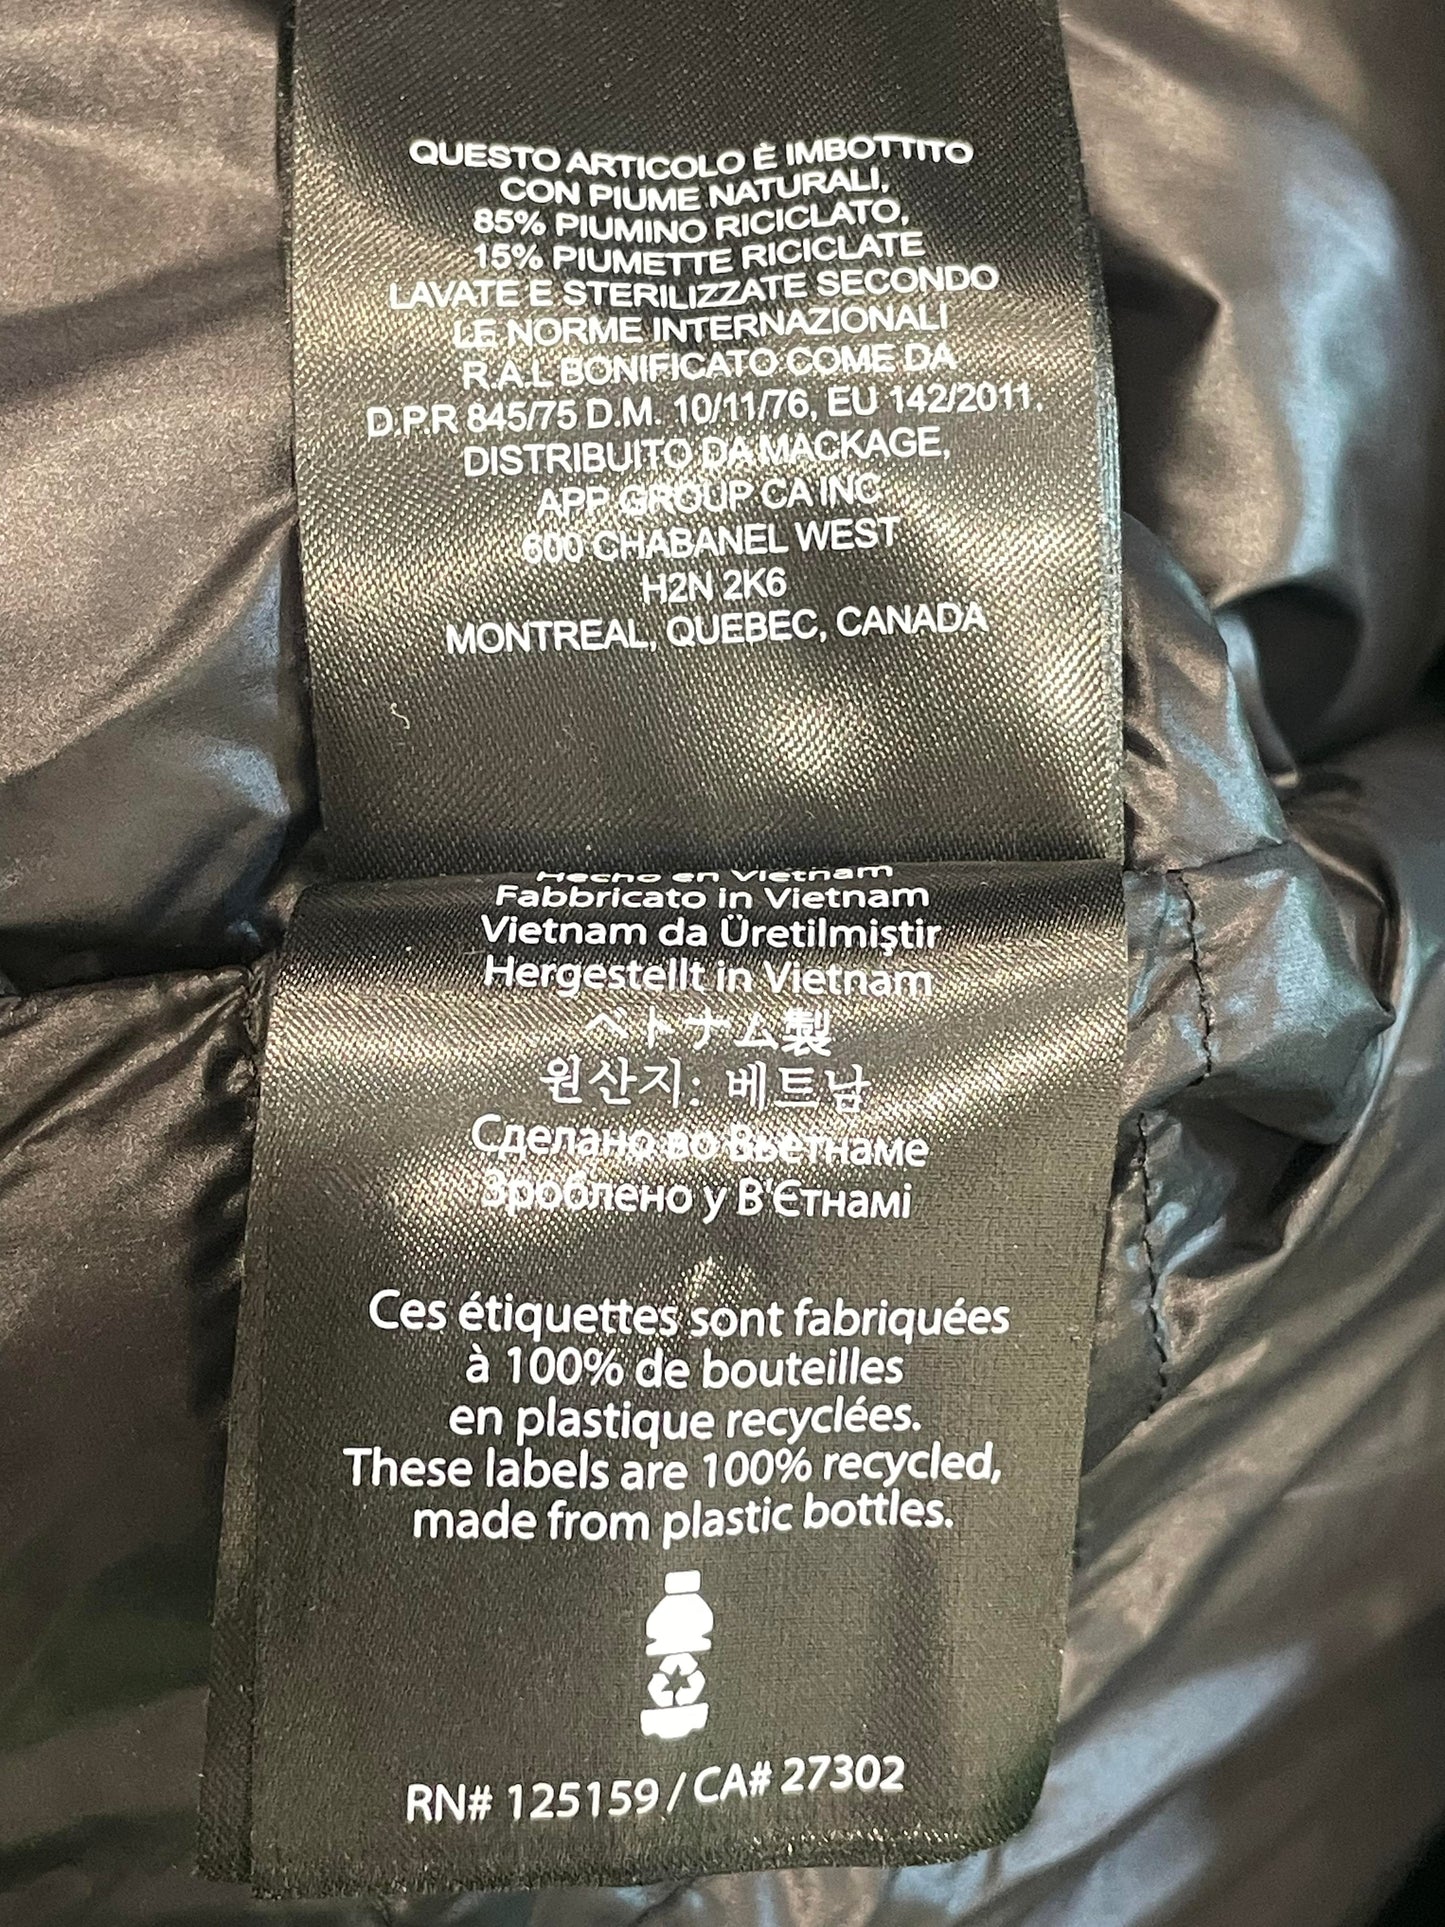 QUESTO ARTICOLO È IMBOTTITO
CON PIUME NATURALI.
85% PIUMINO RICICLATO,
15% PIUMETTE RICICLATE
LAVATE E STERILIZZATE SECONDO
LE NORME INTERNAZIONALI
R.A.L BONIFICATO COME DA
D.P.R 845/75 D.M. 10/11/76, EU 142/2011.
DISTRIBUITO DA MACKAGE,
APP GROUP CA INC
600 CHABANEL WEST
H2N 2K6
MONTREAL, QUEBEC, CANADA
Hecho en Vietnam
Fabbricato in Vietnam
Vietnam da Üretilmiştir
Hergestellt in Vietnam
ベトナム製
원산지: 베트남
Сделано во Вьетнаме
Зроблено у В'Єтнамі
Ces étiquettes sont fabriquées
à 100% de bouteilles
en plastique recyclées.
These labels are 100% recycled,
made from plastic bottles.
RN# 125159 / CA# 27302